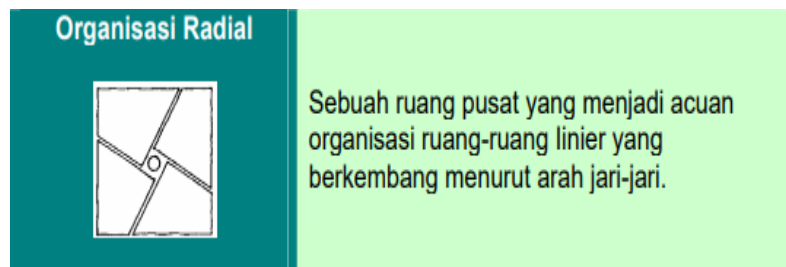 Organisasi Radial
Sebuah ruang pusat yang menjadi acuan
organisasi ruang-ruang linier yang
berkembang menurut arah jari-jari.